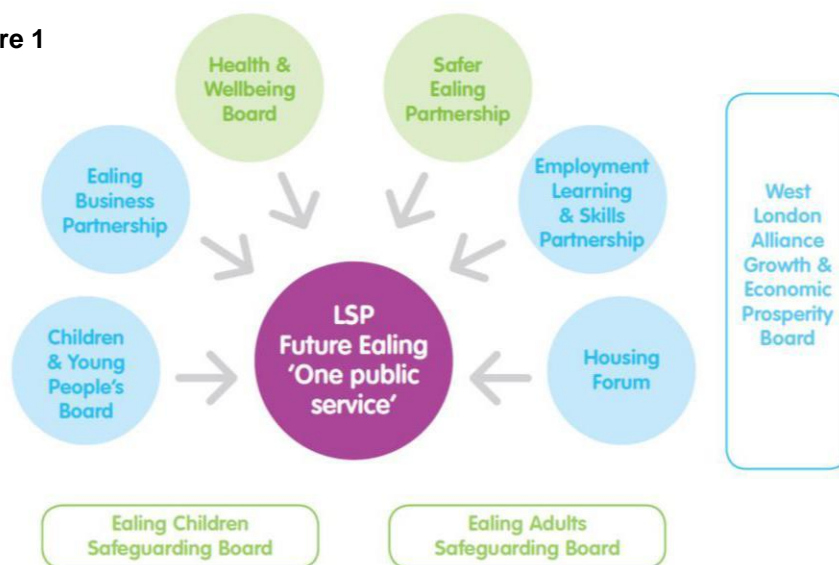 re 1
Health &
Wellbeing
Board
Safer
Ealing
Partnership
Ealing
Business
Partnership
Employment
Learning
& Skills
Partnership
West
London
Alliance
Growth &
Economic
Prosperity
Board
Children
& Young
People's
Board
LSP
Future Ealing
‘One public
service‘
Housing
Forum
Ealing Children
Safeguarding Board
Ealing Adults
Safeguarding Board